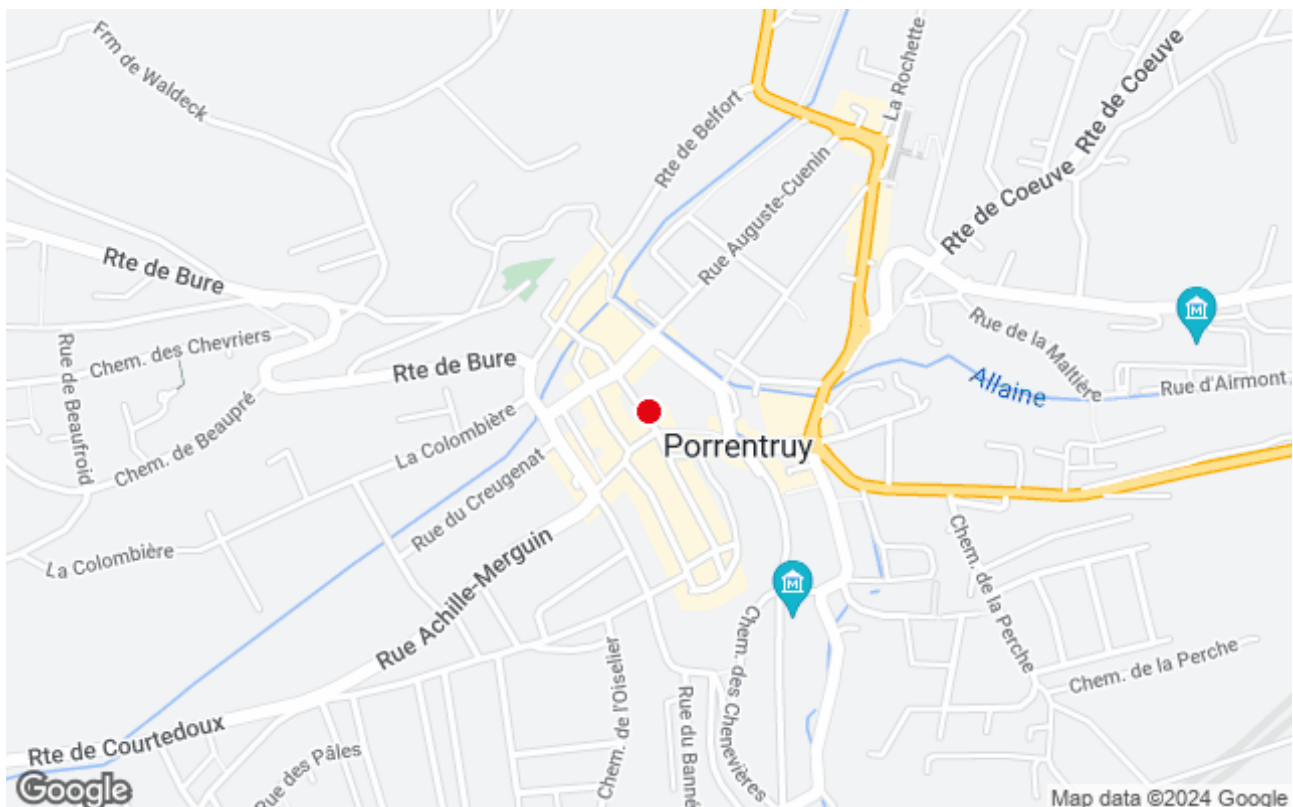 Frm de Waldeck
Rte de Belfort
La Rochette
Rte de Coeuve
Rte de Coeuve
Rte de Coeuve
Rue Auguste-Cuenin
Rte de Bure
Rue de Beaufroid
Chem. des Chevriers
Rte de Bure
Chem. de Beaupré
La Colombière
Rue de la Maltière
Allaine
Rue d'Airmont
M
Porrentruy
Rue du Creugenat
La Colombière
Rue Achille-Merguin
M
Chem. de la Perche
Chem. de la Perche
Chem. des Chenevières
Chem. de l'Oiselier
Rue du Banné
Rte de Courtedoux
Rue des Pâles
Google
Map data ©2024 Google